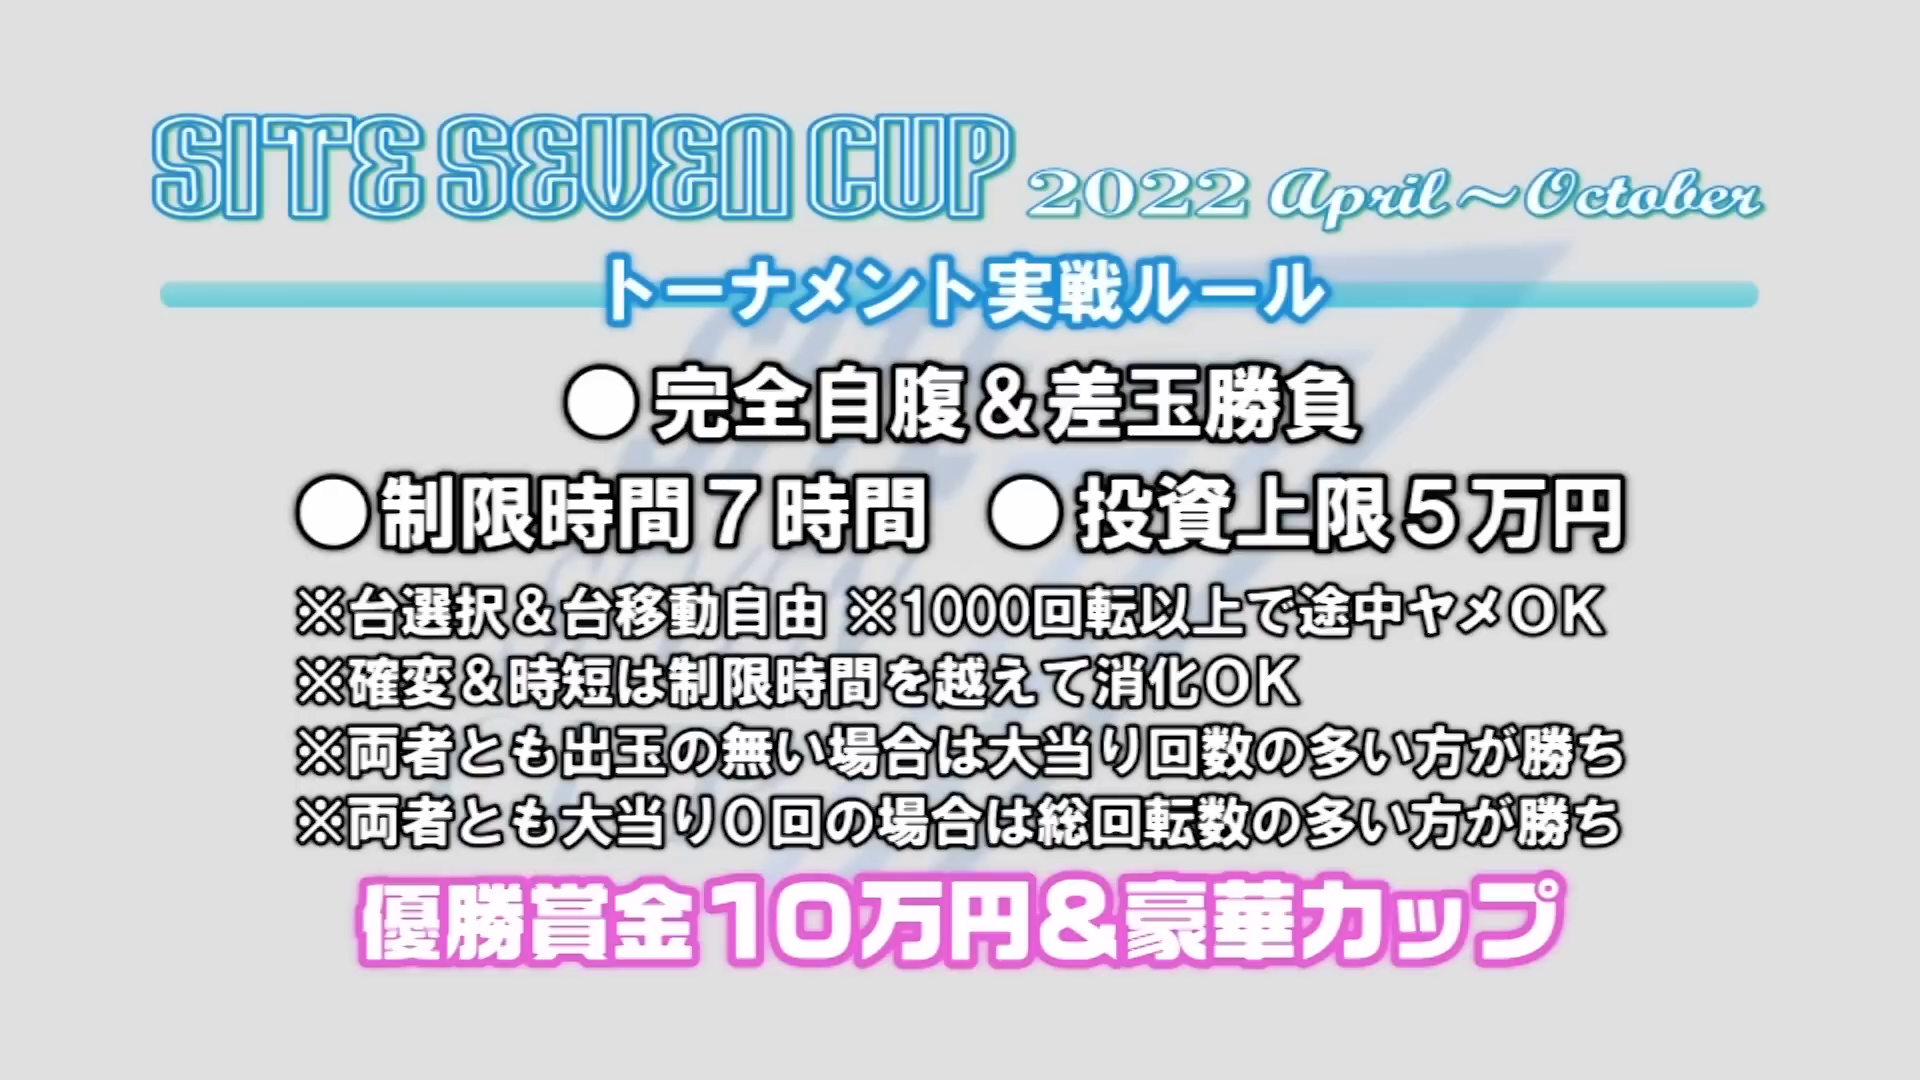 SITE SEVEN CUP 2022 April～October
トーナメント実戦ルール
●完全自腹＆差玉勝負
●制限時間７時間 ●投資上限５万円
※台選択＆台移動自由 ※1000回転以上で途中ヤメOK
※確変＆時短は制限時間を越えて消化OK
※両者とも出玉の無い場合は大当り回数の多い方が勝ち
※両者とも大当り0回の場合は総回転数の多い方が勝ち
優勝賞金10万円&豪華カップ